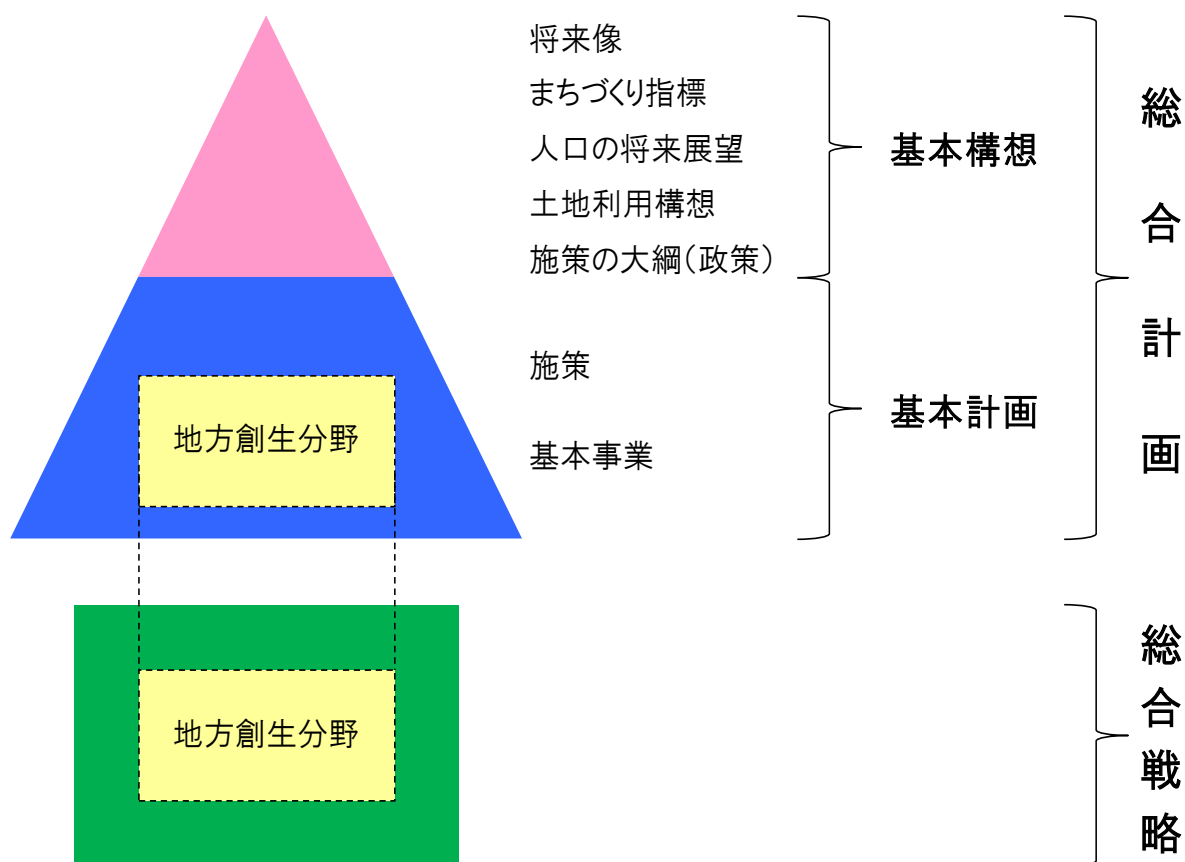 将来像
まちづくり指標
人口の将来展望
土地利用構想
施策の大綱(政策)
基本構想
施策
基本事業
基本計画
総合計画
地方創生分野
地方創生分野
総合戦略